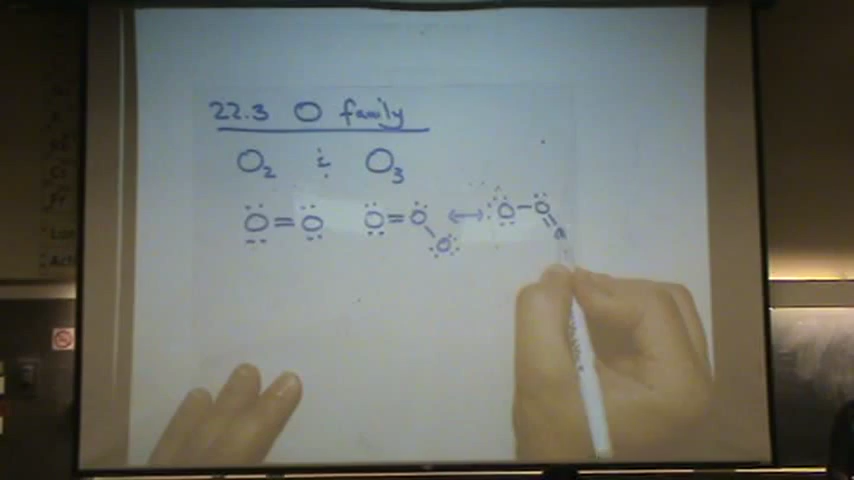 22.3 O family
O₂ & O₃
O=O O=O-O ↔ O-O=O